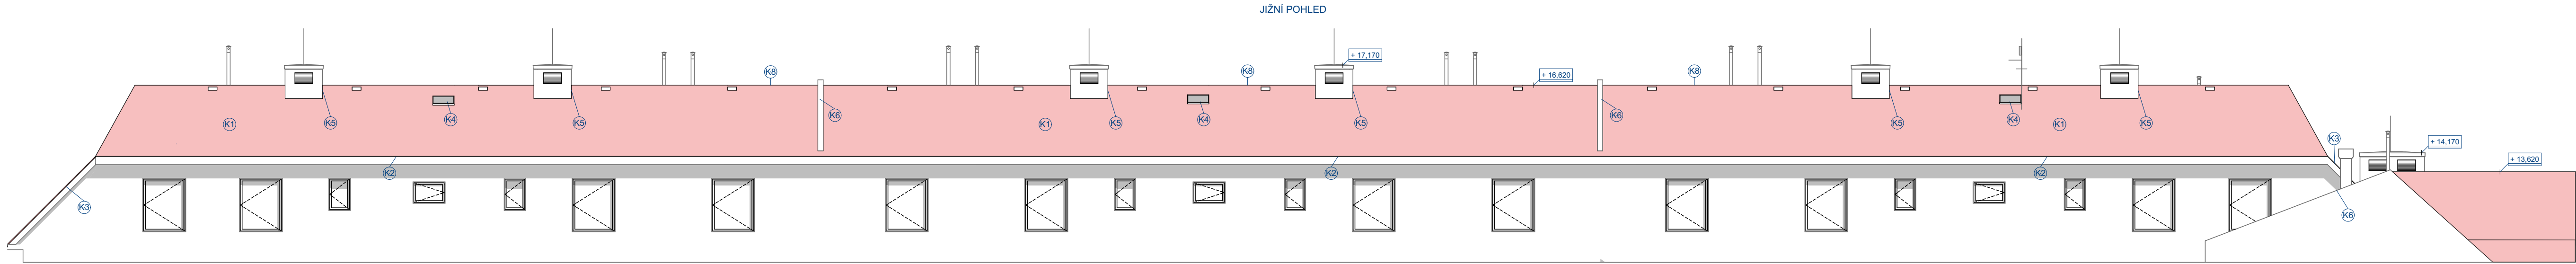 JIŽNÍ POHLED
+ 17,170
+ 16,620
K8
K8
K8
K4
K4
K4
K1
K5
K5
K6
K1
K5
K5
K6
K5
K1
K5
K3
+ 14,170
+ 13,620
K2
K2
K2
K3
K6